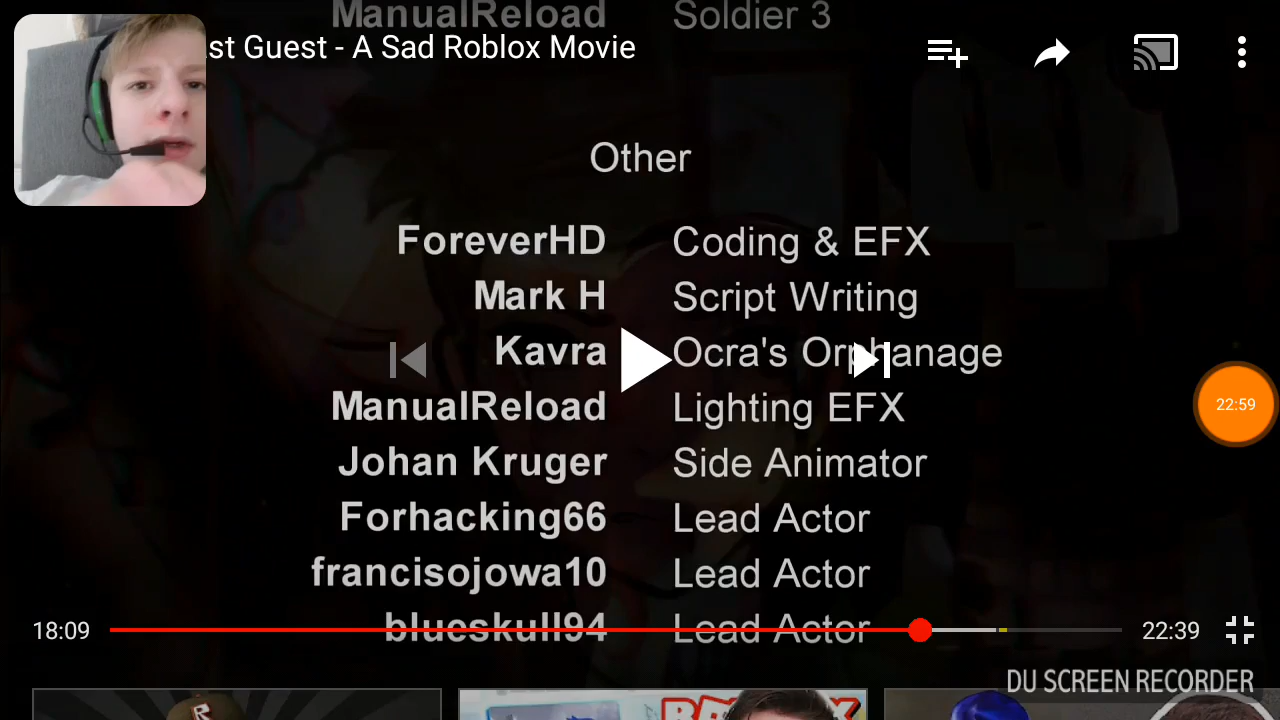 ManualReload Soldier 3
st Guest - A Sad Roblox Movie
Other
ForeverHD Coding & EFX
Mark H Script Writing
Kavra Ocra's Orphanage
ManualReload Lighting EFX
22:59
Johan Kruger Side Animator
Forhacking66 Lead Actor
francisojowa10 Lead Actor
blueskull94 Lead Actor
18:09 22:39
DU SCREEN RECORDER